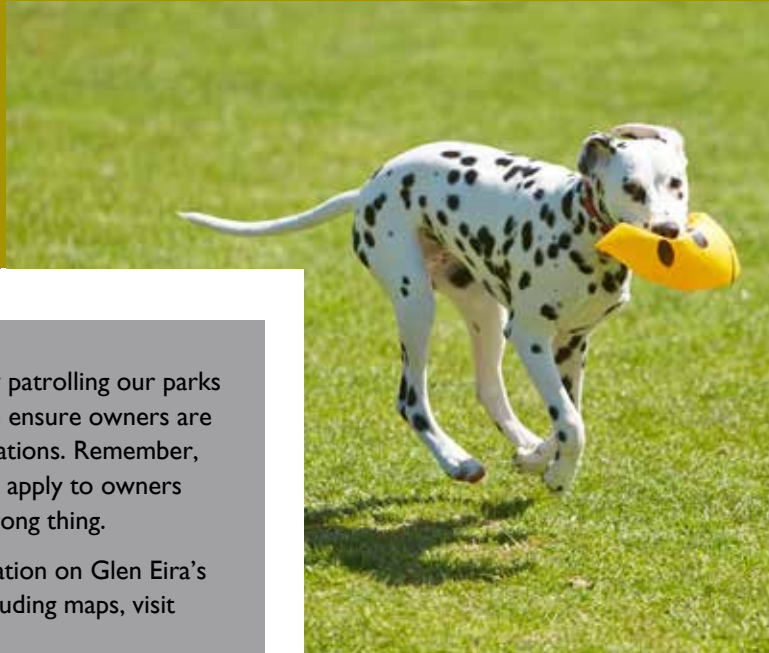 patrolling our parks
ensure owners are
ations. Remember,
apply to owners
ong thing.
ation on Glen Eira's
uding maps, visit